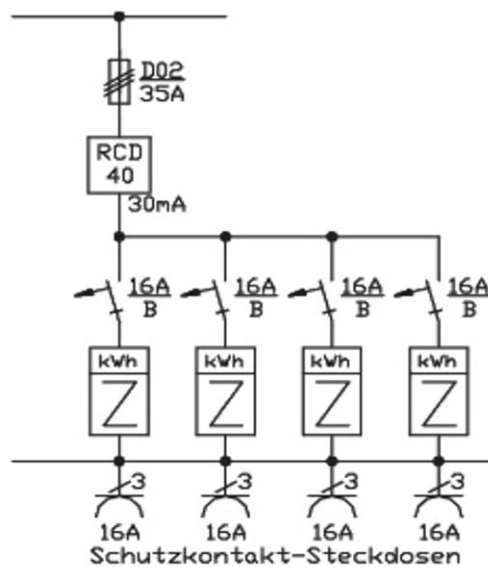 D02
35A
RCD
40
30mA
16A 16A 16A 16A
B B B B
kWh kWh kWh kWh
Z Z Z Z
3 3 3 3
16A 16A 16A 16A
Schutzkontakt-Steckdosen